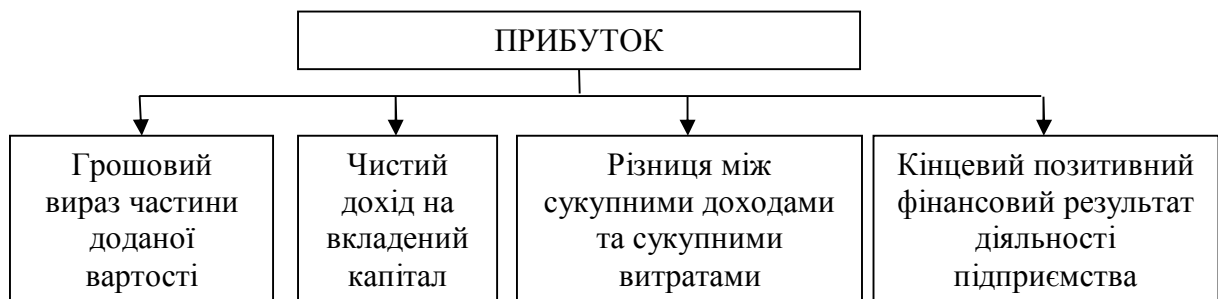 ПРИБУТОК
Грошовий
вираз частини
доданої
вартості
Чистий
дохід на
вкладений
капітал
Різниця між
сукупними доходами
та сукупними
витратами
Кінцевий позитивний
фінансовий результат
діяльності
підприємства